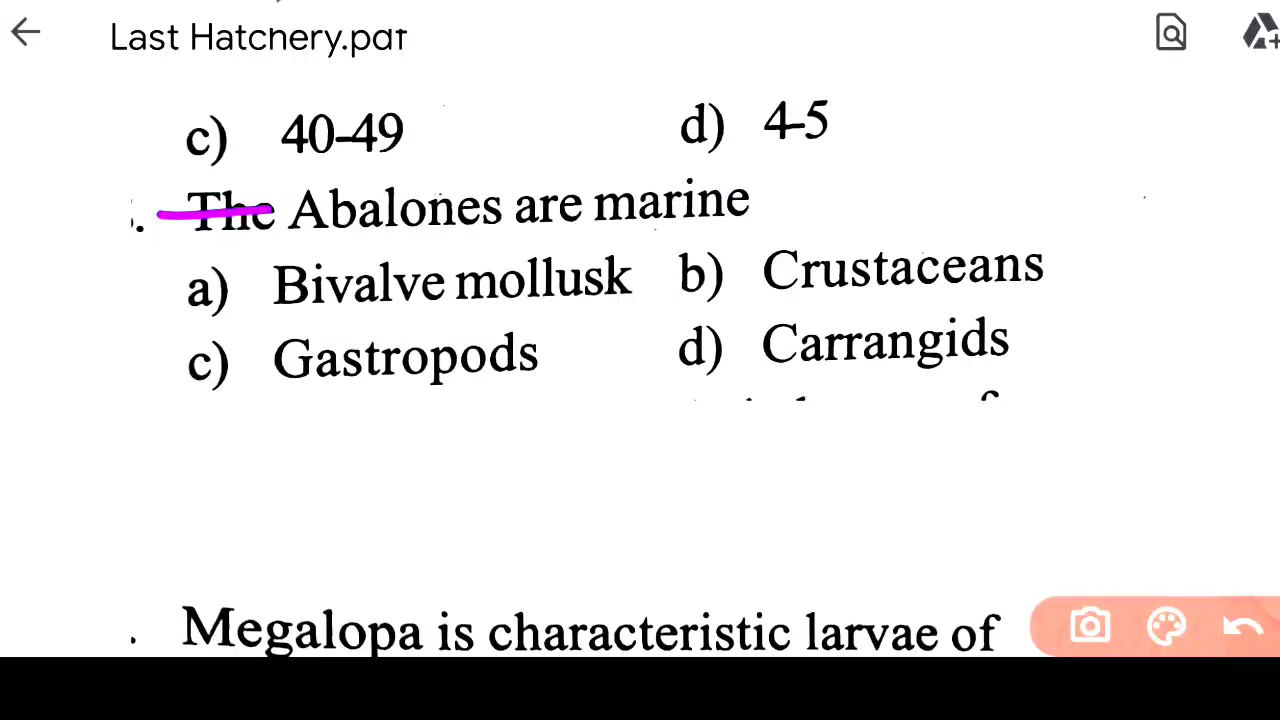 Last Hatchery.pdf
c) 40-49 d) 4-5
. The Abalones are marine
a) Bivalve mollusk b) Crustaceans
c) Gastropods d) Carrangids
. Megalopa is characteristic larvae of